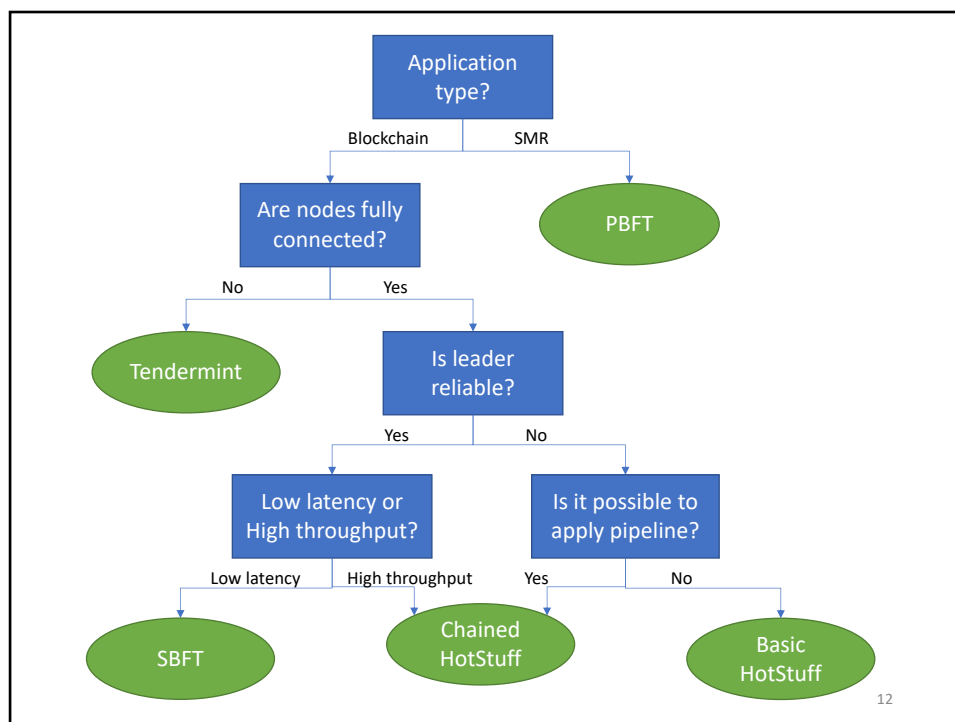 Application
type?
Blockchain
SMR
Are nodes fully
connected?
PBFT
No
Yes
Tendermint
Is leader
reliable?
Yes
No
Low latency or
High throughput?
Is it possible to
apply pipeline?
Low latency
High throughput
Yes
No
SBFT
Chained
HotStuff
Basic
HotStuff
12